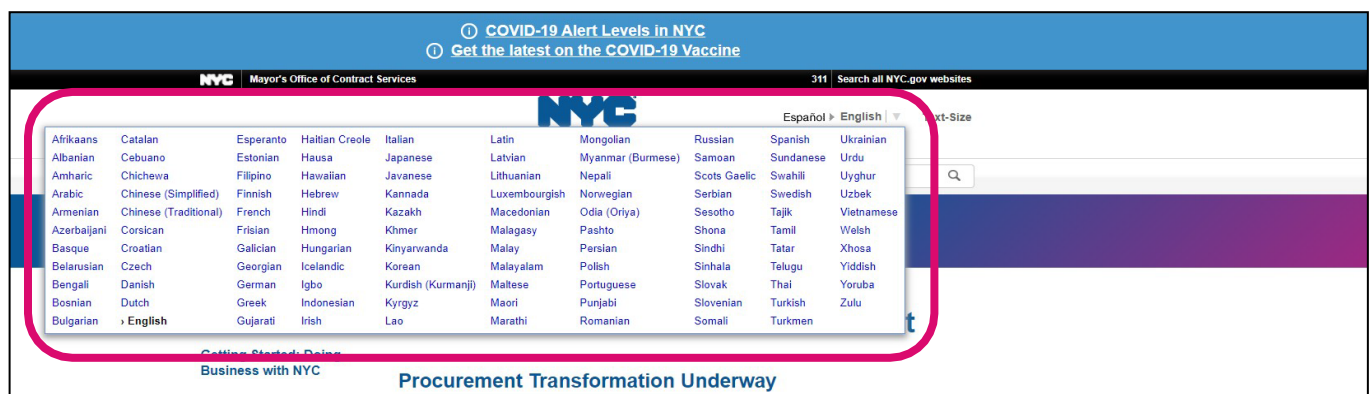 COVID-19 Alert Levels in NYC
Get the latest on the COVID-19 Vaccine
NYC Mayor's Office of Contract Services 311 Search all NYC.gov websites
NYC
Español English Text-Size
Afrikaans Catalan Esperanto Haitian Creole Italian Latin Mongolian Russian Spanish Ukrainian
Albanian Cebuano Estonian Hausa Japanese Latvian Myanmar (Burmese) Samoan Sundanese Urdu
Amharic Chichewa Filipino Hawaiian Javanese Lithuanian Nepali Scots Gaelic Swahili Uyghur
Arabic Chinese (Simplified) Finnish Hebrew Kannada Luxembourgish Norwegian Serbian Swedish Uzbek
Armenian Chinese (Traditional) French Hindi Kazakh Macedonian Odia (Oriya) Sesotho Tajik Vietnamese
Azerbaijani Corsican Frisian Hmong Khmer Malagasy Pashto Shona Tamil Welsh
Basque Croatian Galician Hungarian Kinyarwanda Malay Persian Sindhi Tatar Xhosa
Belarusian Czech Georgian Icelandic Korean Malayalam Polish Sinhala Telugu Yiddish
Bengali Danish German Igbo Kurdish (Kurmanji) Maltese Portuguese Slovak Thai Yoruba
Bosnian Dutch Greek Indonesian Kyrgyz Maori Punjabi Slovenian Turkish Zulu
Bulgarian › English Gujarati Irish Lao Marathi Romanian Somali Turkmen
Getting Started: Doing
Business with NYC
Procurement Transformation Underway